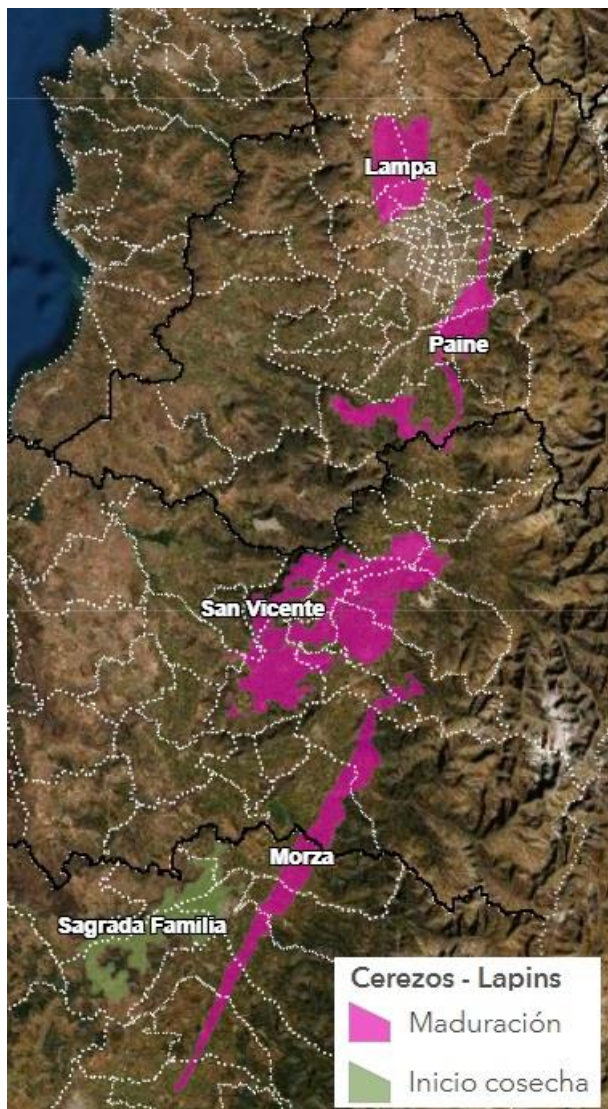 Lampa
Paine
San Vicente
Morza
Sagrada Familia
Cerezos - Lapins
Maduración
Inicio cosecha